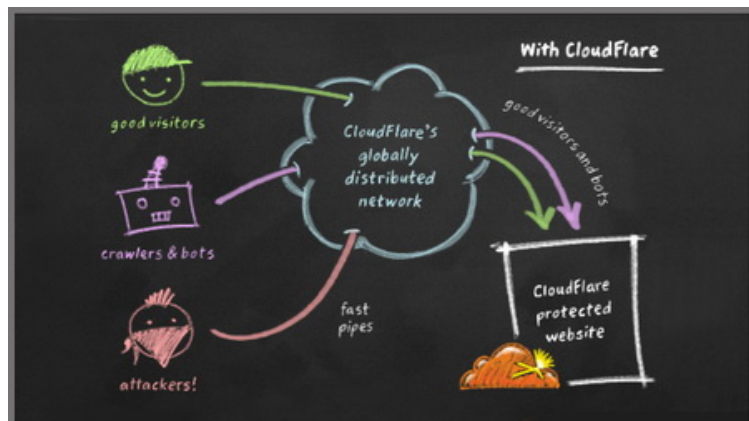 With CloudFlare
good visitors
CloudFlare's
globally
distributed
network
good visitors and bots
crawlers & bots
fast
pipes
attackers!
CloudFlare
protected
website